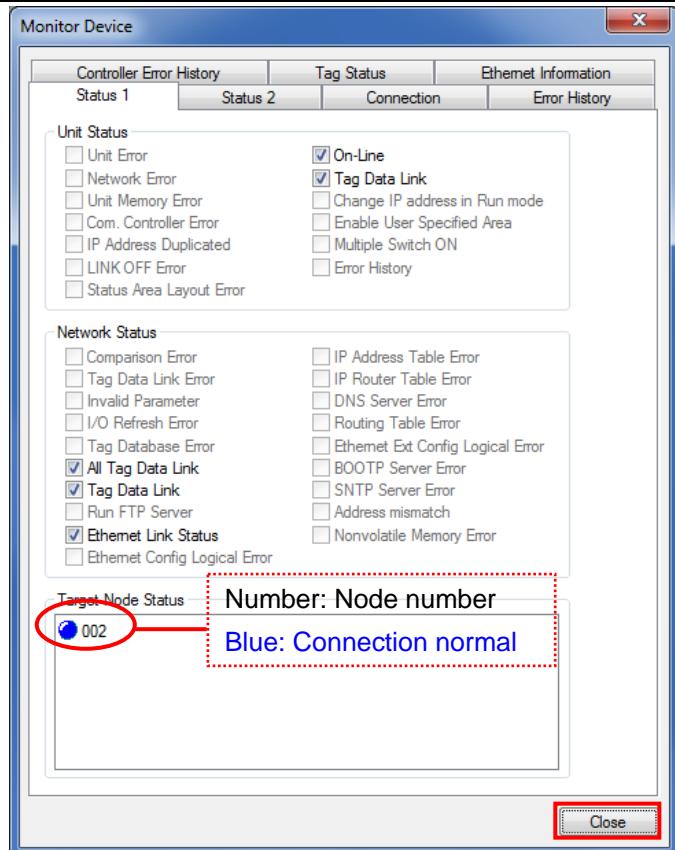 Monitor Device
Controller Error History Tag Status Ethernet Information
Status 1 Status 2 Connection Error History
Unit Status
Unit Error
Network Error
Unit Memory Error
Com. Controller Error
IP Address Duplicated
LINK OFF Error
Status Area Layout Error
On-Line
Tag Data Link
Change IP address in Run mode
Enable User Specified Area
Multiple Switch ON
Error History
Network Status
Comparison Error
Tag Data Link Error
Invalid Parameter
I/O Refresh Error
Tag Database Error
All Tag Data Link
Tag Data Link
Run FTP Server
Ethernet Link Status
Ethernet Config Logical Error
IP Address Table Error
IP Router Table Error
DNS Server Error
Routing Table Error
Ethernet Ext Config Logical Error
BOOTP Server Error
SNTP Server Error
Address mismatch
Nonvolatile Memory Error
Target Node Status
002
Number: Node number
Blue: Connection normal
Close